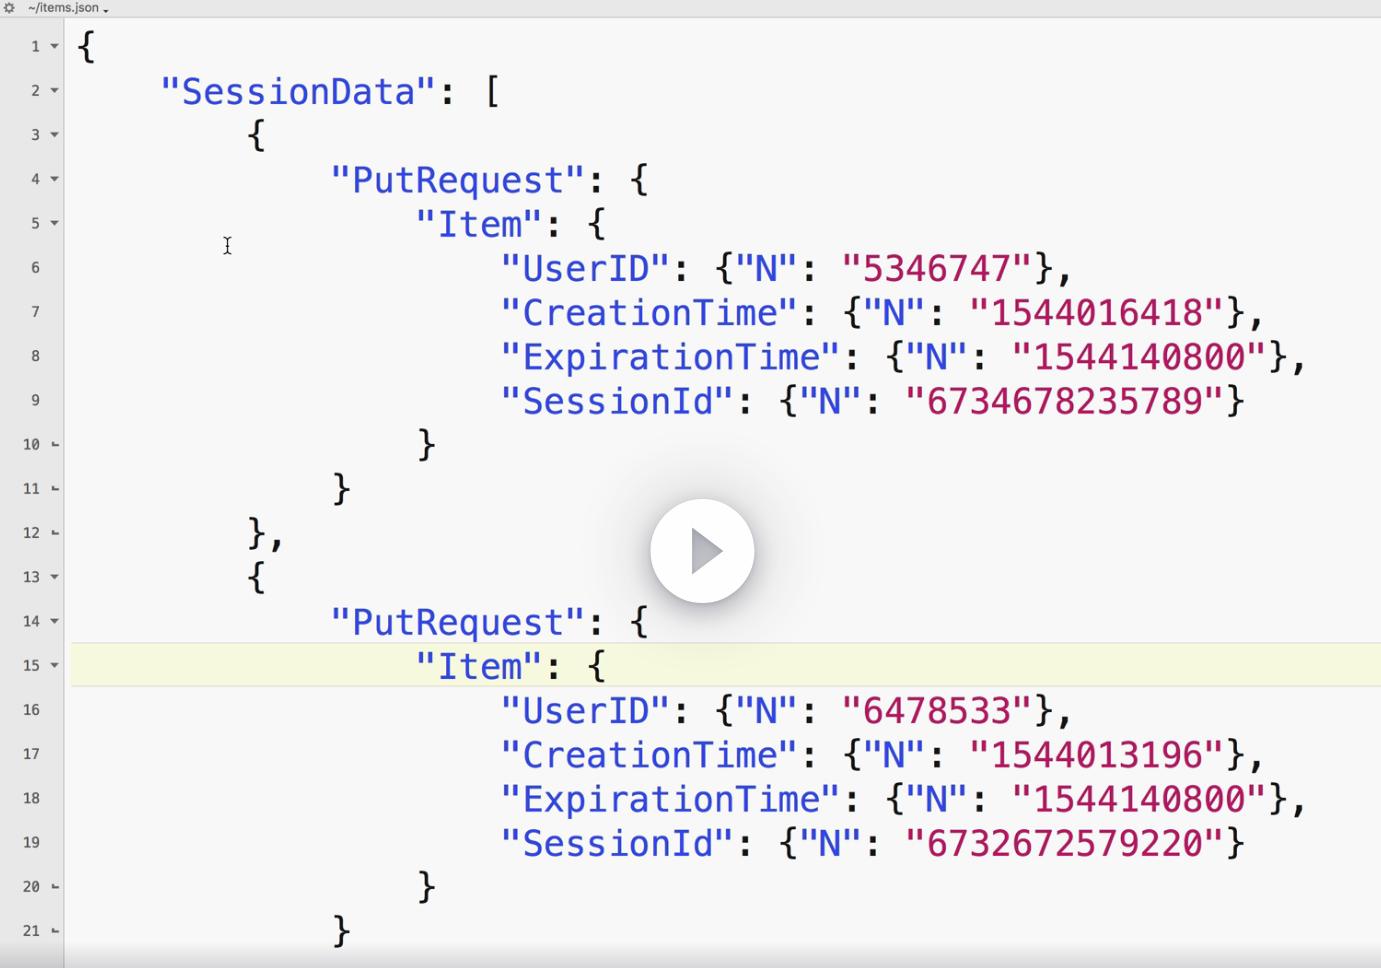 ~/items.json
1 {
2 "SessionData": [
3 {
4 "PutRequest": {
5 "Item": {
6 "UserID": {"N": "5346747"},
7 "CreationTime": {"N": "1544016418"},
8 "ExpirationTime": {"N": "1544140800"},
9 "SessionId": {"N": "6734678235789"}
10 }
11 }
12 },
13 {
14 "PutRequest": {
15 "Item": {
16 "UserID": {"N": "6478533"},
17 "CreationTime": {"N": "1544013196"},
18 "ExpirationTime": {"N": "1544140800"},
19 "SessionId": {"N": "6732672579220"}
20 }
21 }